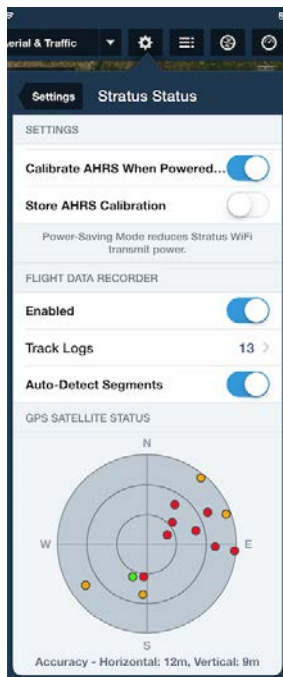 erial & Traffic
Settings
Stratus Status
SETTINGS
Calibrate AHRS When Powered...
Store AHRS Calibration
Power-Saving Mode reduces Stratus WiFi
transmit power.
FLIGHT DATA RECORDER
Enabled
Track Logs 13
Auto-Detect Segments
GPS SATELLITE STATUS
N
W
E
S
Accuracy - Horizontal: 12m, Vertical: 9m